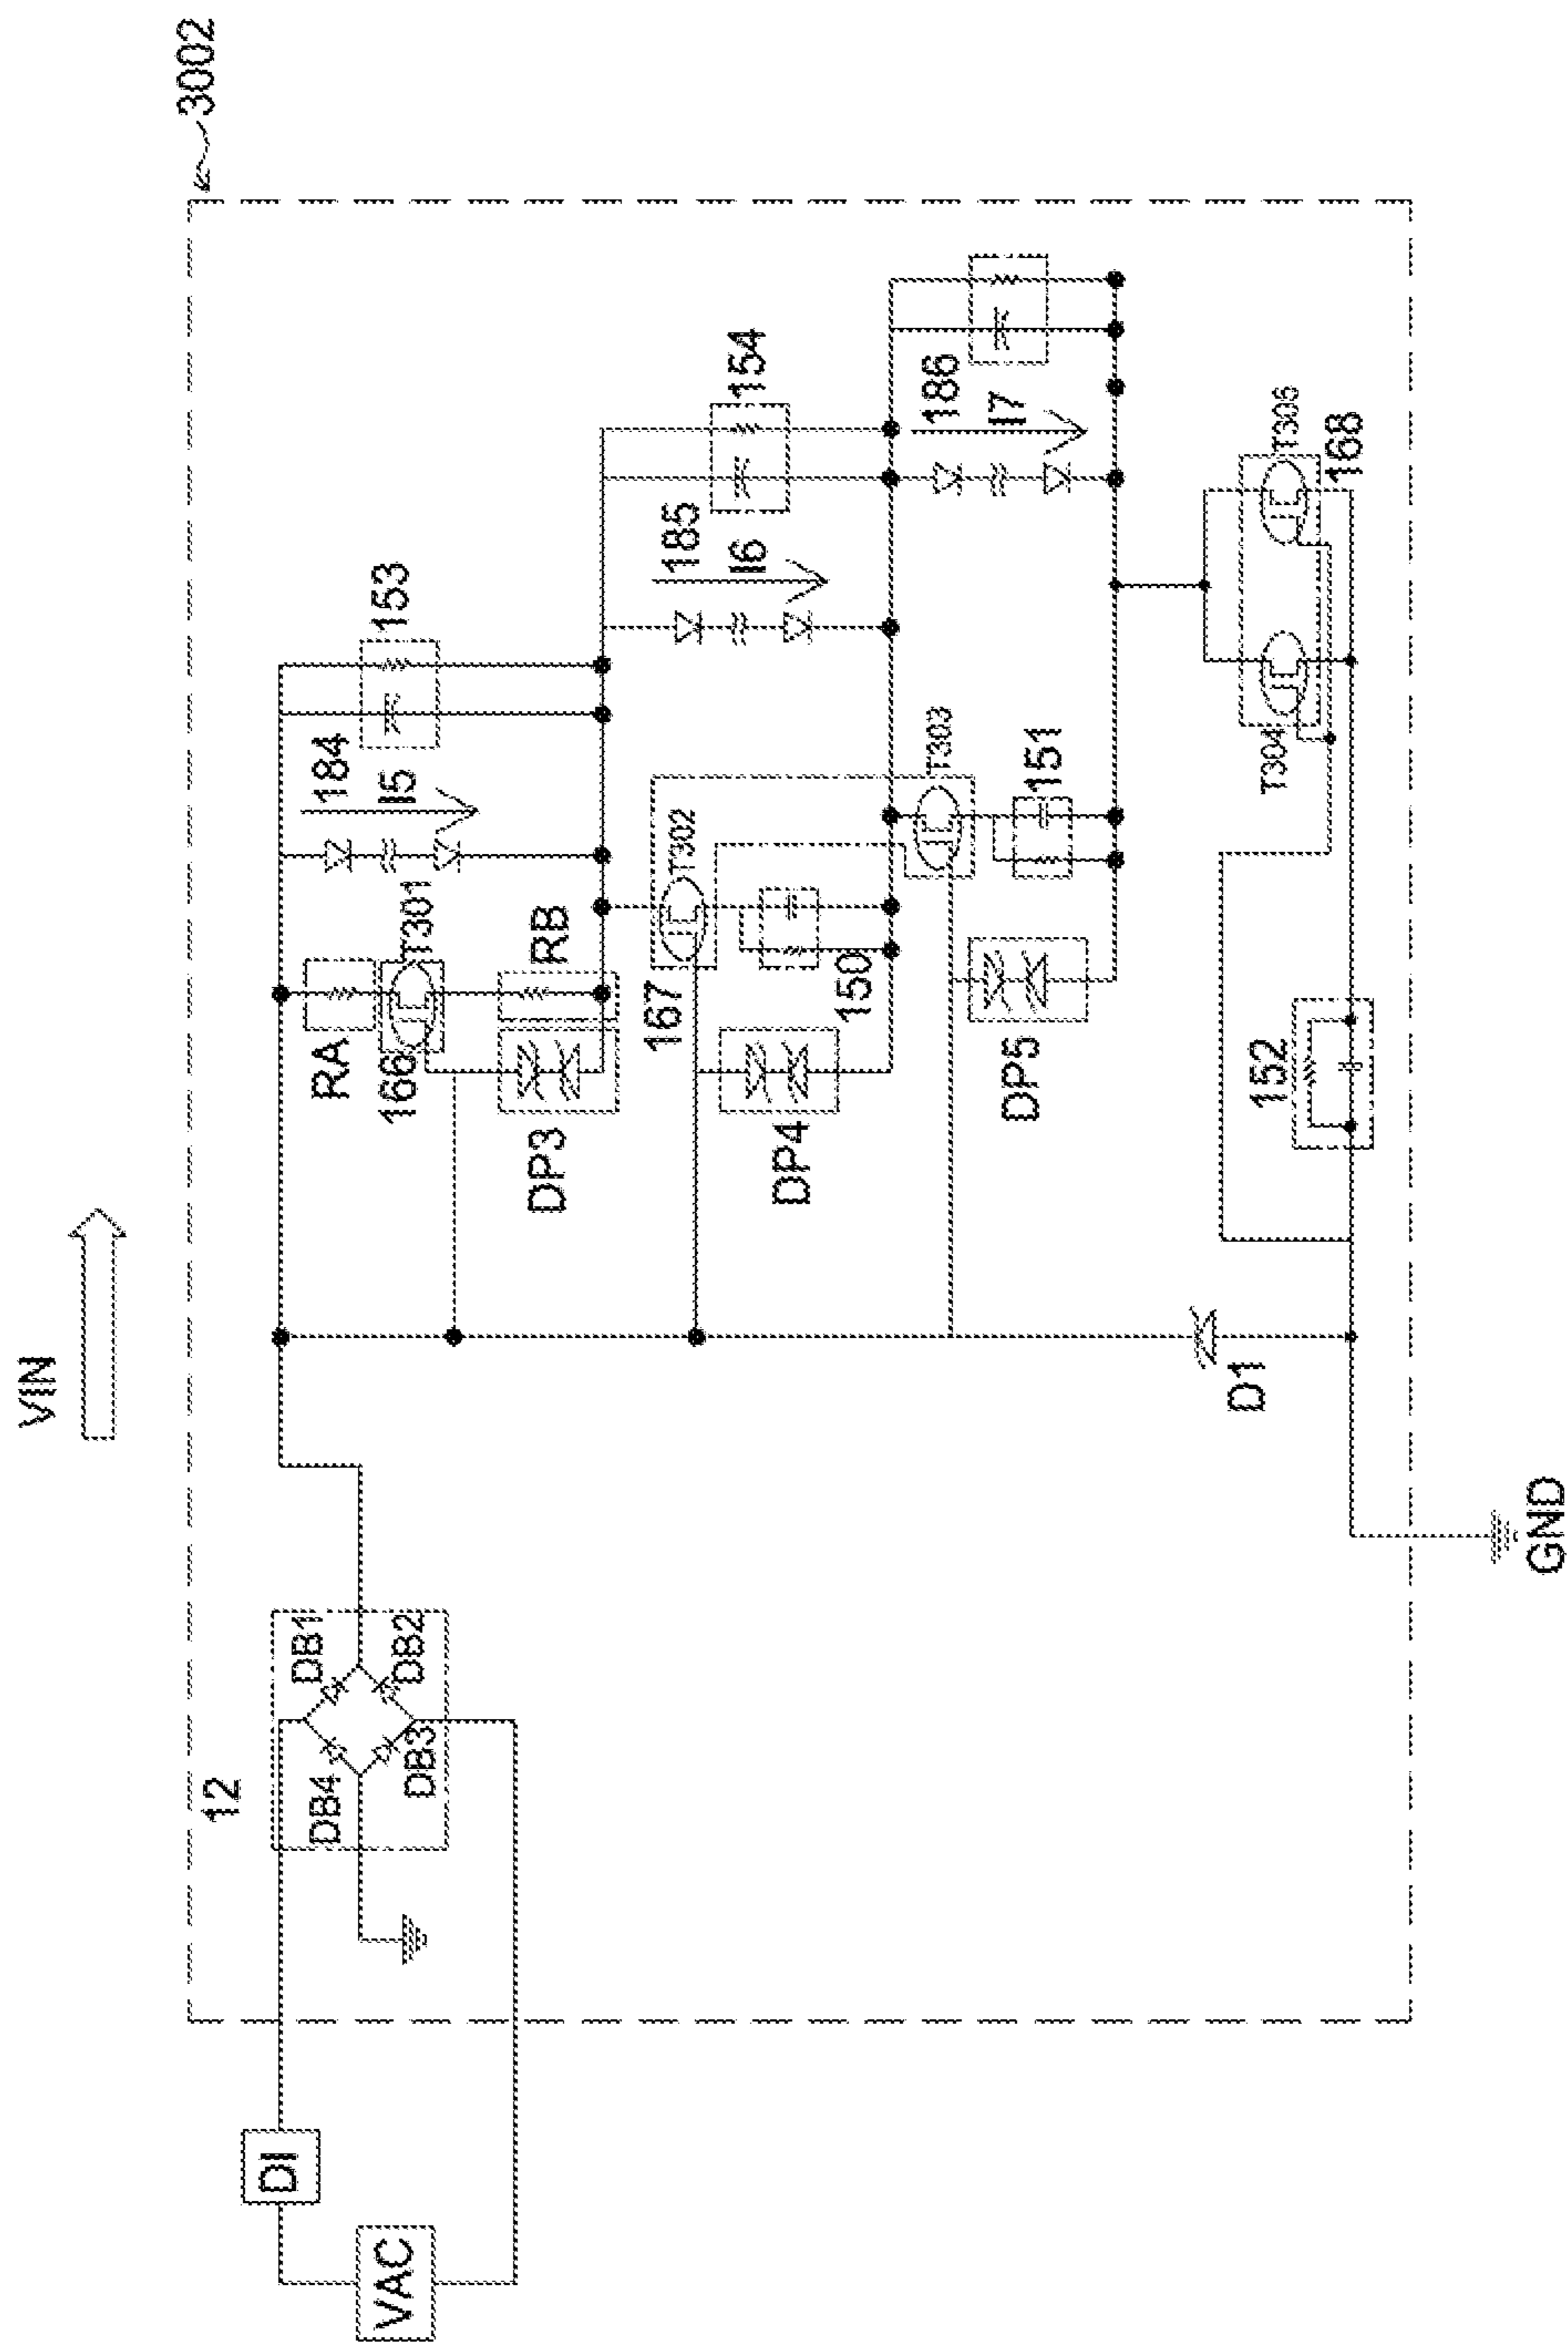 VIN
3002
12
DB1
DB2
DB4
DB3
DI
VAC
RA
166
T301
RB
184
I5
153
DP3
167
T302
150
185
I6
154
DP4
T303
151
186
I7
DP5
T304
T305
168
152
D1
GND